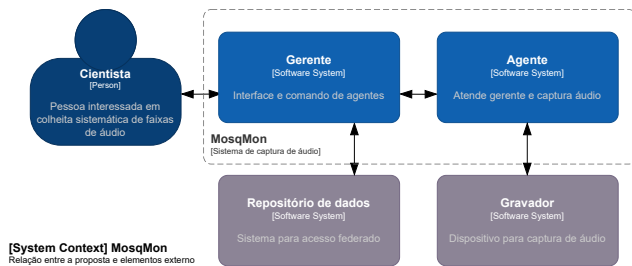 Cientista
[Person]
Pessoa interessada em
colheita sistemática de faixas
de áudio
Gerente
[Software System]
Interface e comando de agentes
Agente
[Software System]
Atende gerente e captura áudio
MosqMon
[Sistema de captura de áudio]
Repositório de dados
[Software System]
Sistema para acesso federado
Gravador
[Software System]
Dispositivo para captura de áudio
[System Context] MosqMon
Relação entre a proposta e elementos externo